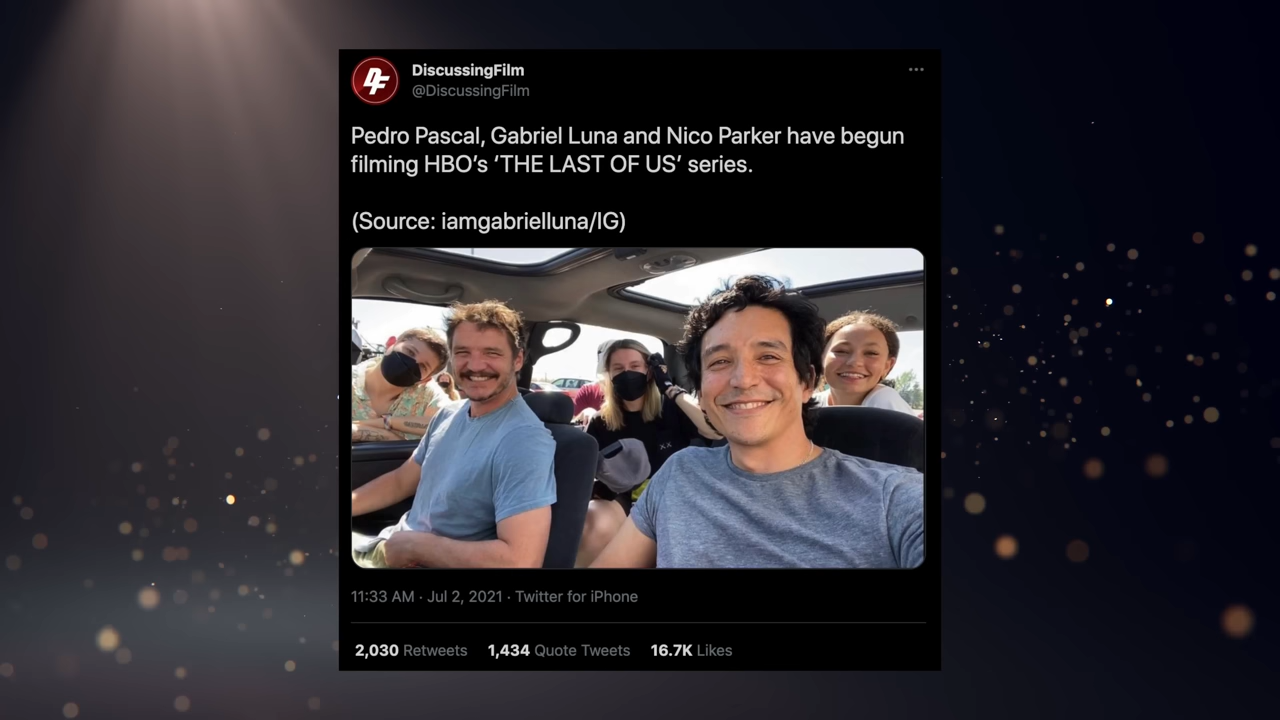 DF
DiscussingFilm
@DiscussingFilm
Pedro Pascal, Gabriel Luna and Nico Parker have begun
filming HBO’s ‘THE LAST OF US’ series.
(Source: iamgabrielluna/IG)
11:33 AM · Jul 2, 2021 · Twitter for iPhone
2,030 Retweets 1,434 Quote Tweets 16.7K Likes